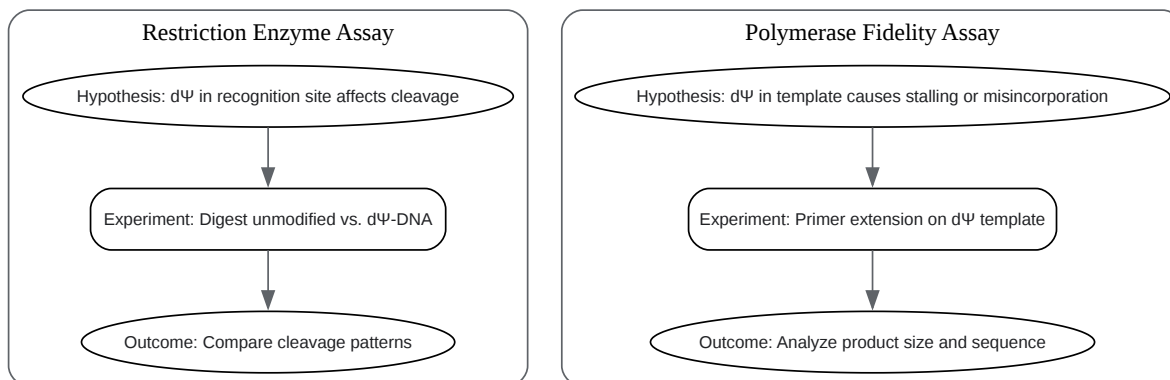 Restriction Enzyme Assay
Hypothesis: dΨ in recognition site affects cleavage
Experiment: Digest unmodified vs. dΨ-DNA
Outcome: Compare cleavage patterns
Polymerase Fidelity Assay
Hypothesis: dΨ in template causes stalling or misincorporation
Experiment: Primer extension on dΨ template
Outcome: Analyze product size and sequence